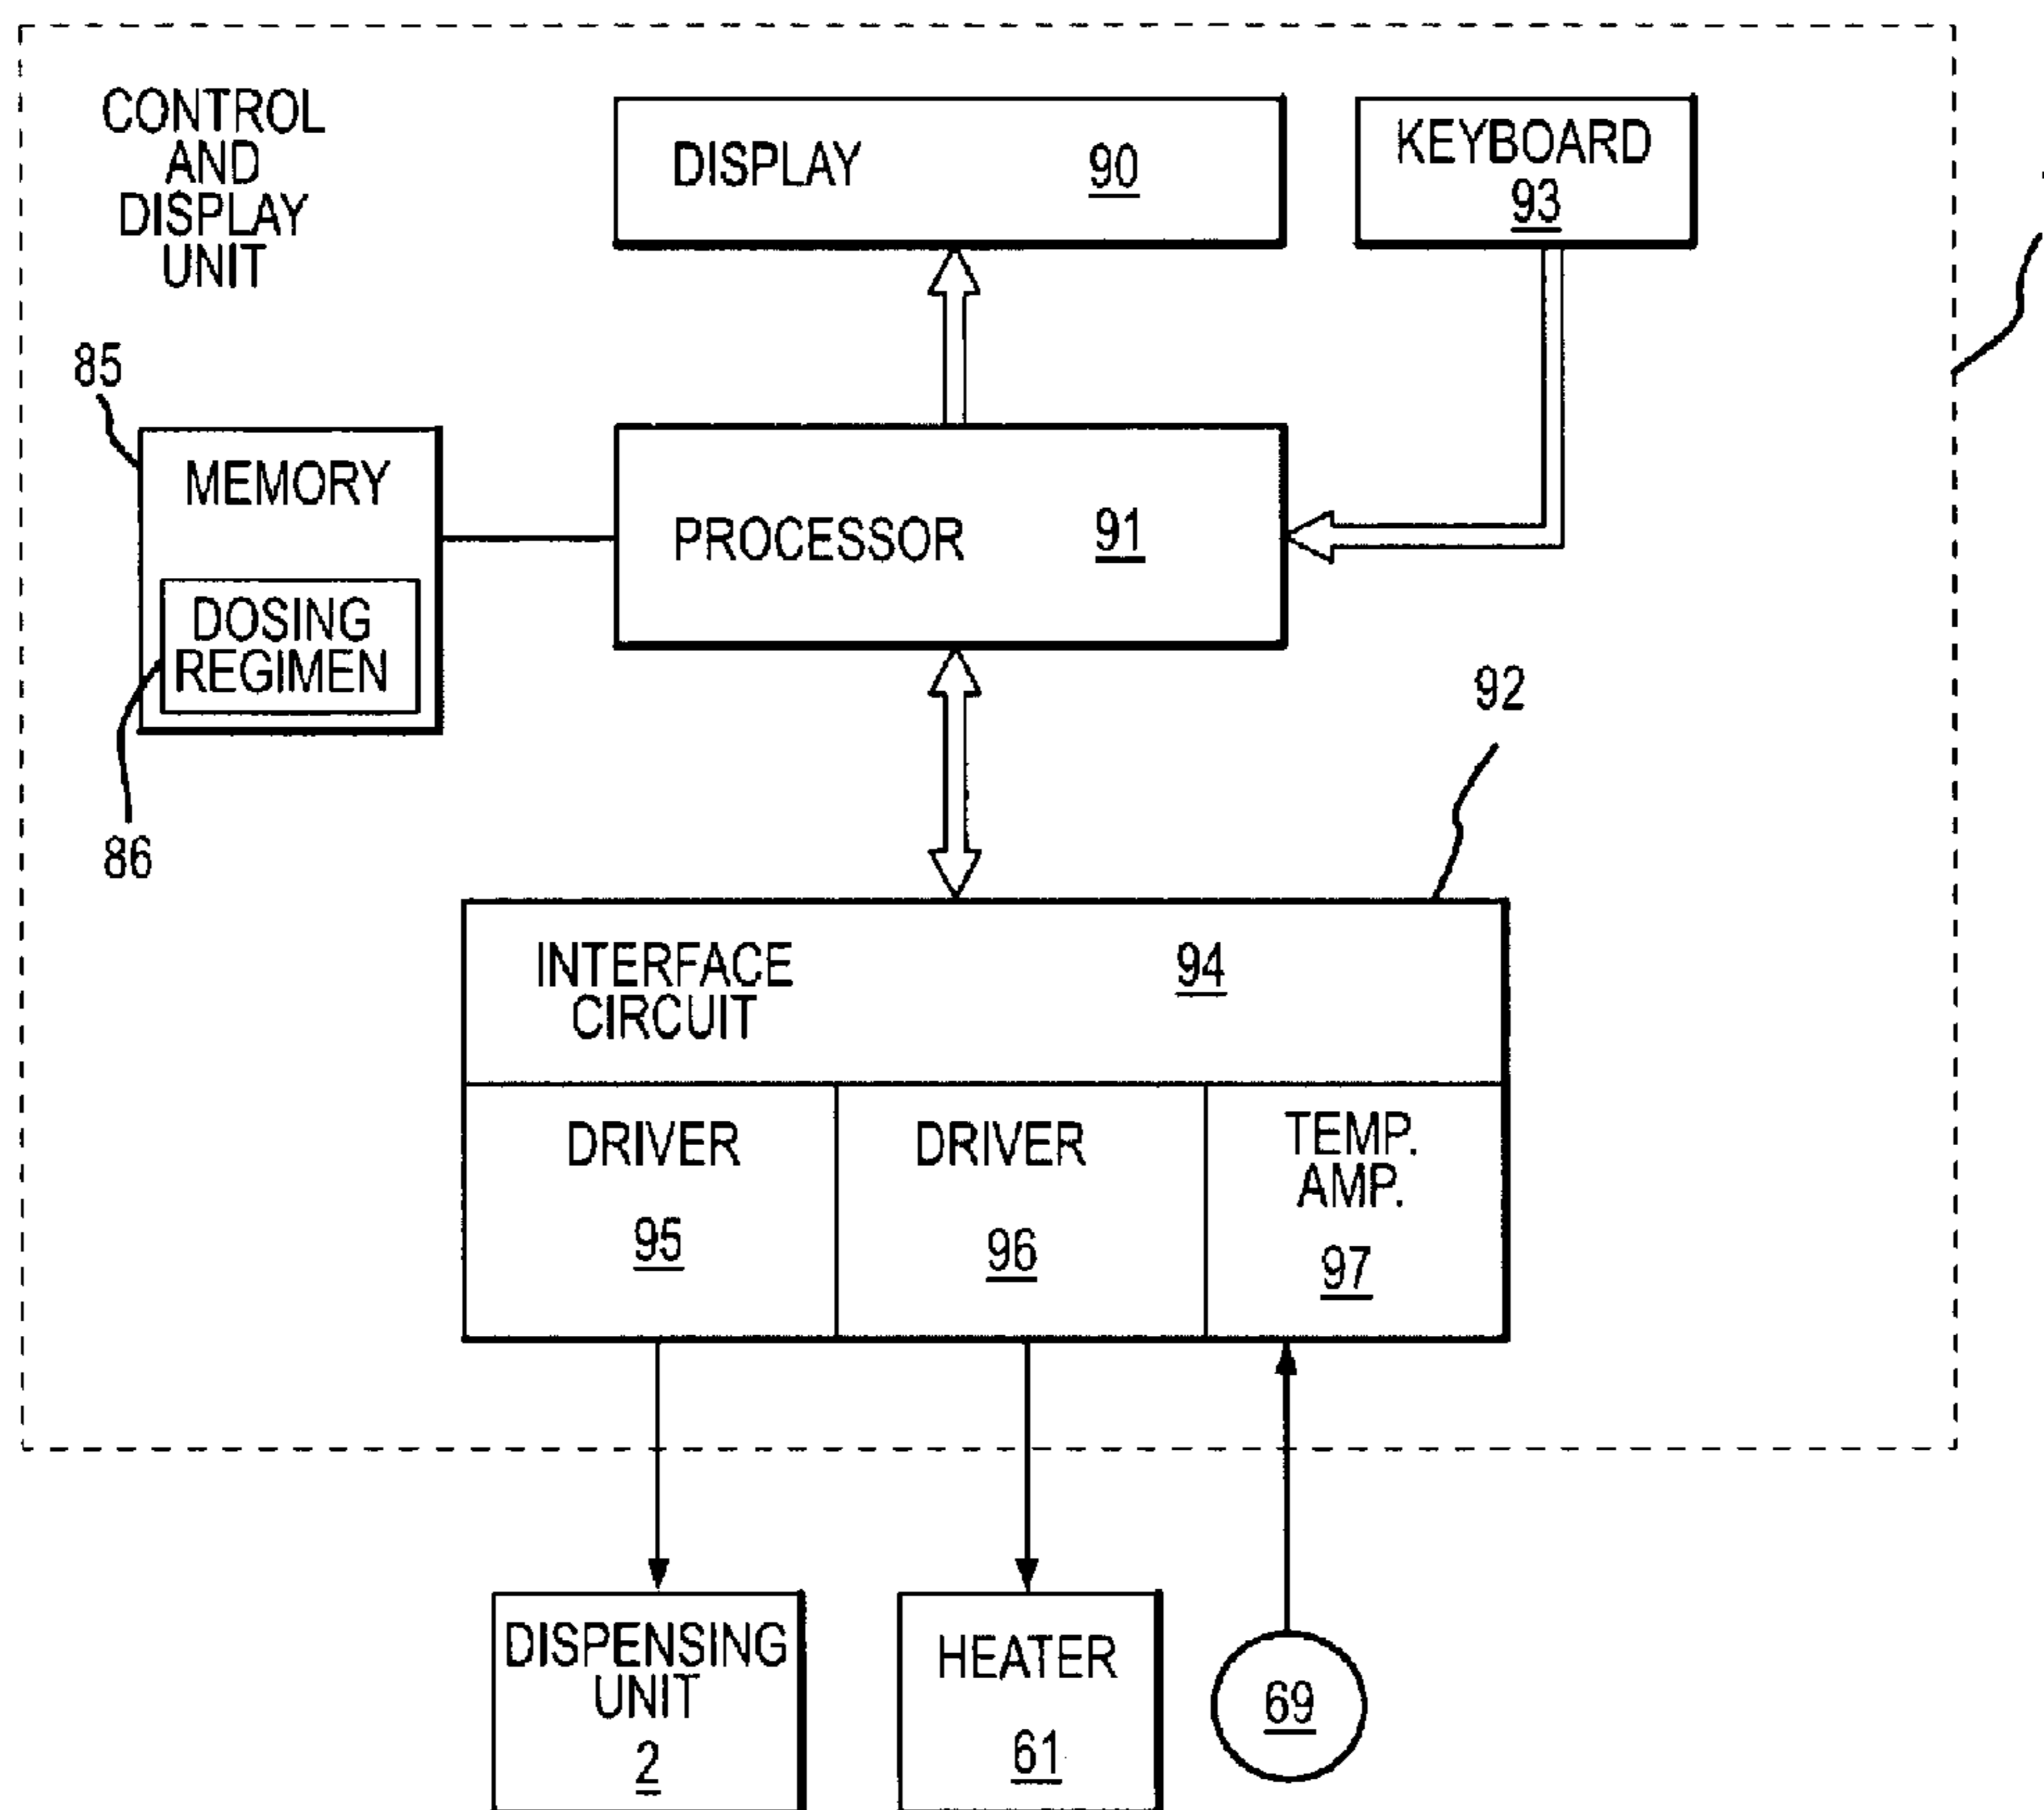 CONTROL
AND
DISPLAY
UNIT
DISPLAY 90
KEYBOARD
93
85
MEMORY
DOSING
REGIMEN
86
PROCESSOR 91
92
INTERFACE
CIRCUIT
94
DRIVER
95
DRIVER
96
TEMP.
AMP.
97
DISPENSING
UNIT
2
HEATER
61
69